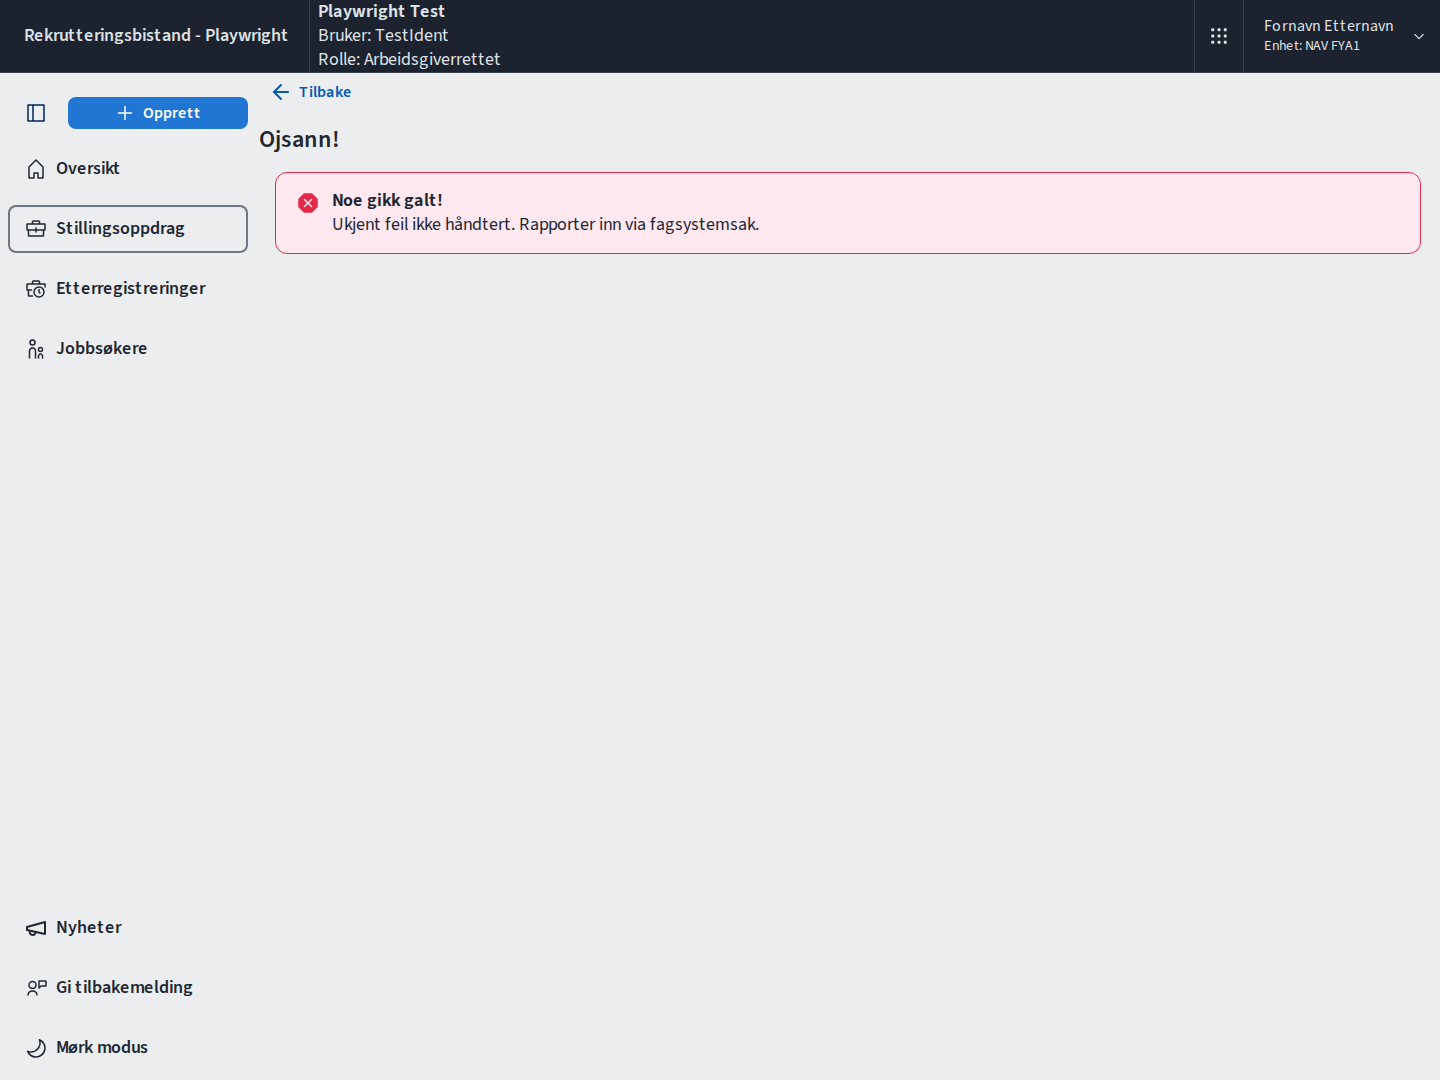 Rekrutteringsbistand - Playwright
Playwright Test
Bruker: TestIdent
Rolle: Arbeidsgiverrettet
Fornavn Etternavn
Enhet: NAV FYA1
Opprett
Oversikt
Stillingsoppdrag
Etterregistreringer
Jobbsøkere
Nyheter
Gi tilbakemelding
Mørk modus
Tilbake
Ojsann!
Noe gikk galt!
Ukjent feil ikke håndtert. Rapporter inn via fagsystemsak.